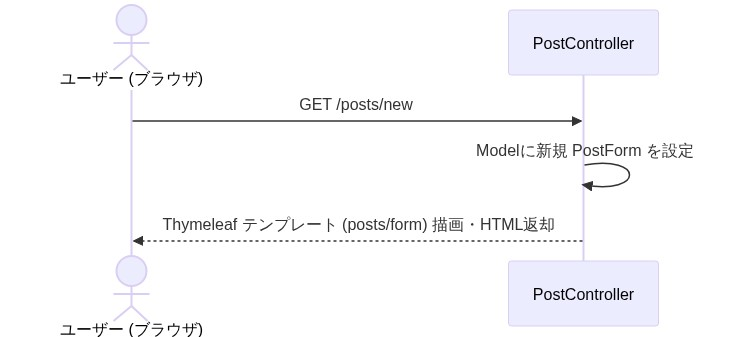 PostController
ユーザー (ブラウザ)
GET /posts/new
Modelに新規 PostForm を設定
Thymeleaf テンプレート (posts/form) 描画・HTML返却
PostController
ユーザー (ブラウザ)